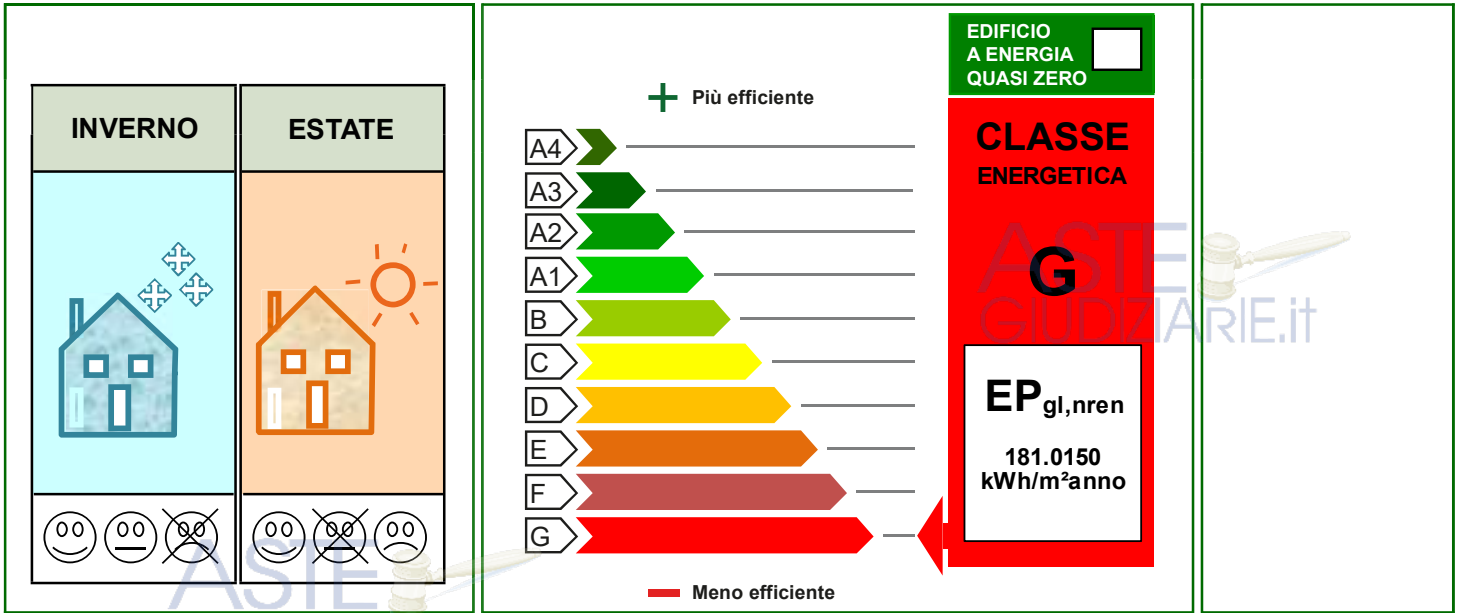 INVERNO
ESTATE
+ Più efficiente
A4
A3
A2
A1
B
C
D
E
F
G
Meno efficiente
EDIFICIO
A ENERGIA
QUASI ZERO
CLASSE
ENERGETICA
G
EPgl,nren
181.0150
kWh/m²anno
ASTE
GIUDIZIARIE.it
ASTE